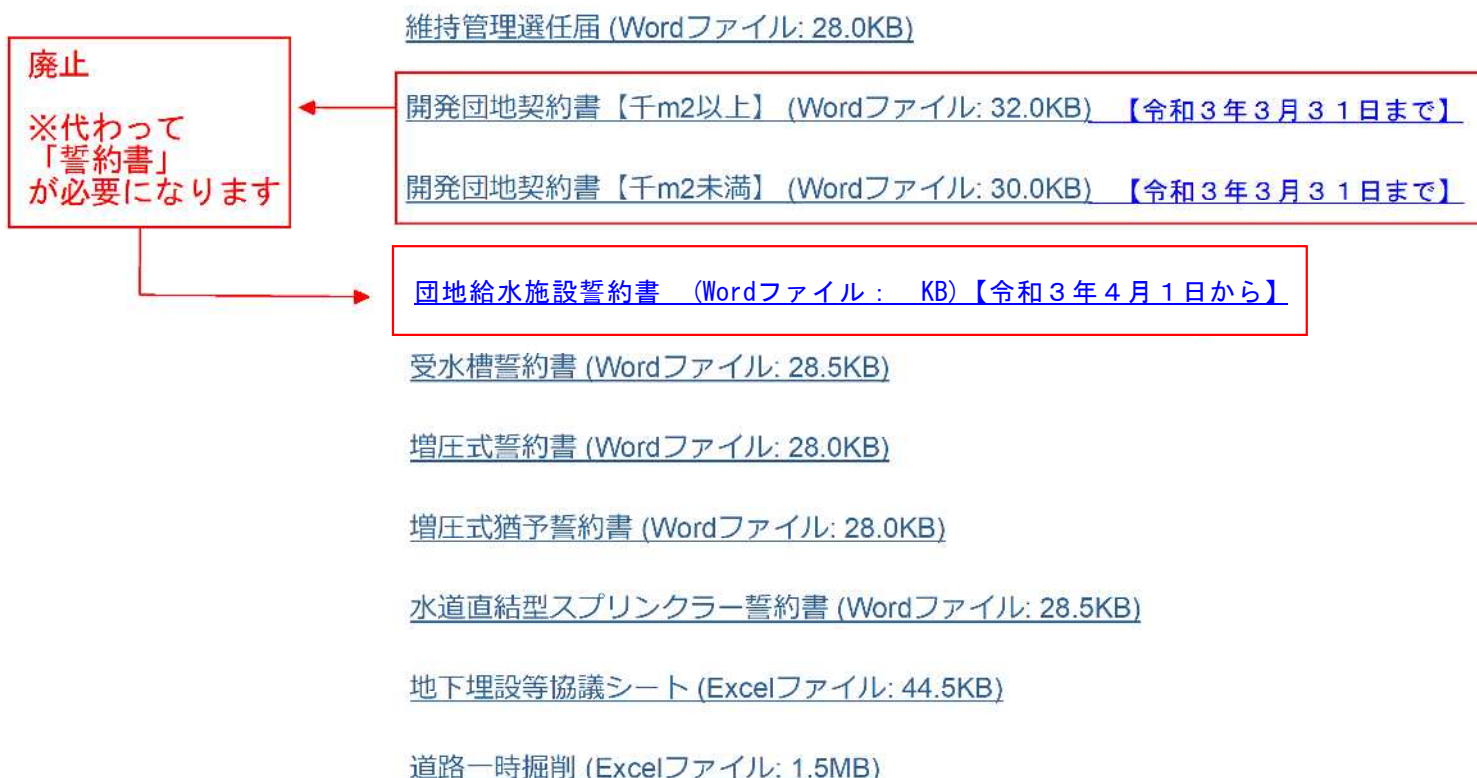 維持管理選任届 (Wordファイル: 28.0KB)
廃止
※代わって
「誓約書」
が必要になります
開発団地契約書【千m2以上】 (Wordファイル: 32.0KB) 【令和３年３月３１日まで】
開発団地契約書【千m2未満】 (Wordファイル: 30.0KB) 【令和３年３月３１日まで】
団地給水施設誓約書　(Wordファイル：　KB)【令和３年４月１日から】
受水槽誓約書 (Wordファイル: 28.5KB)
増圧式誓約書 (Wordファイル: 28.0KB)
増圧式猶予誓約書 (Wordファイル: 28.0KB)
水道直結型スプリンクラー誓約書 (Wordファイル: 28.5KB)
地下埋設等協議シート (Excelファイル: 44.5KB)
道路一時掘削 (Excelファイル: 1.5MB)